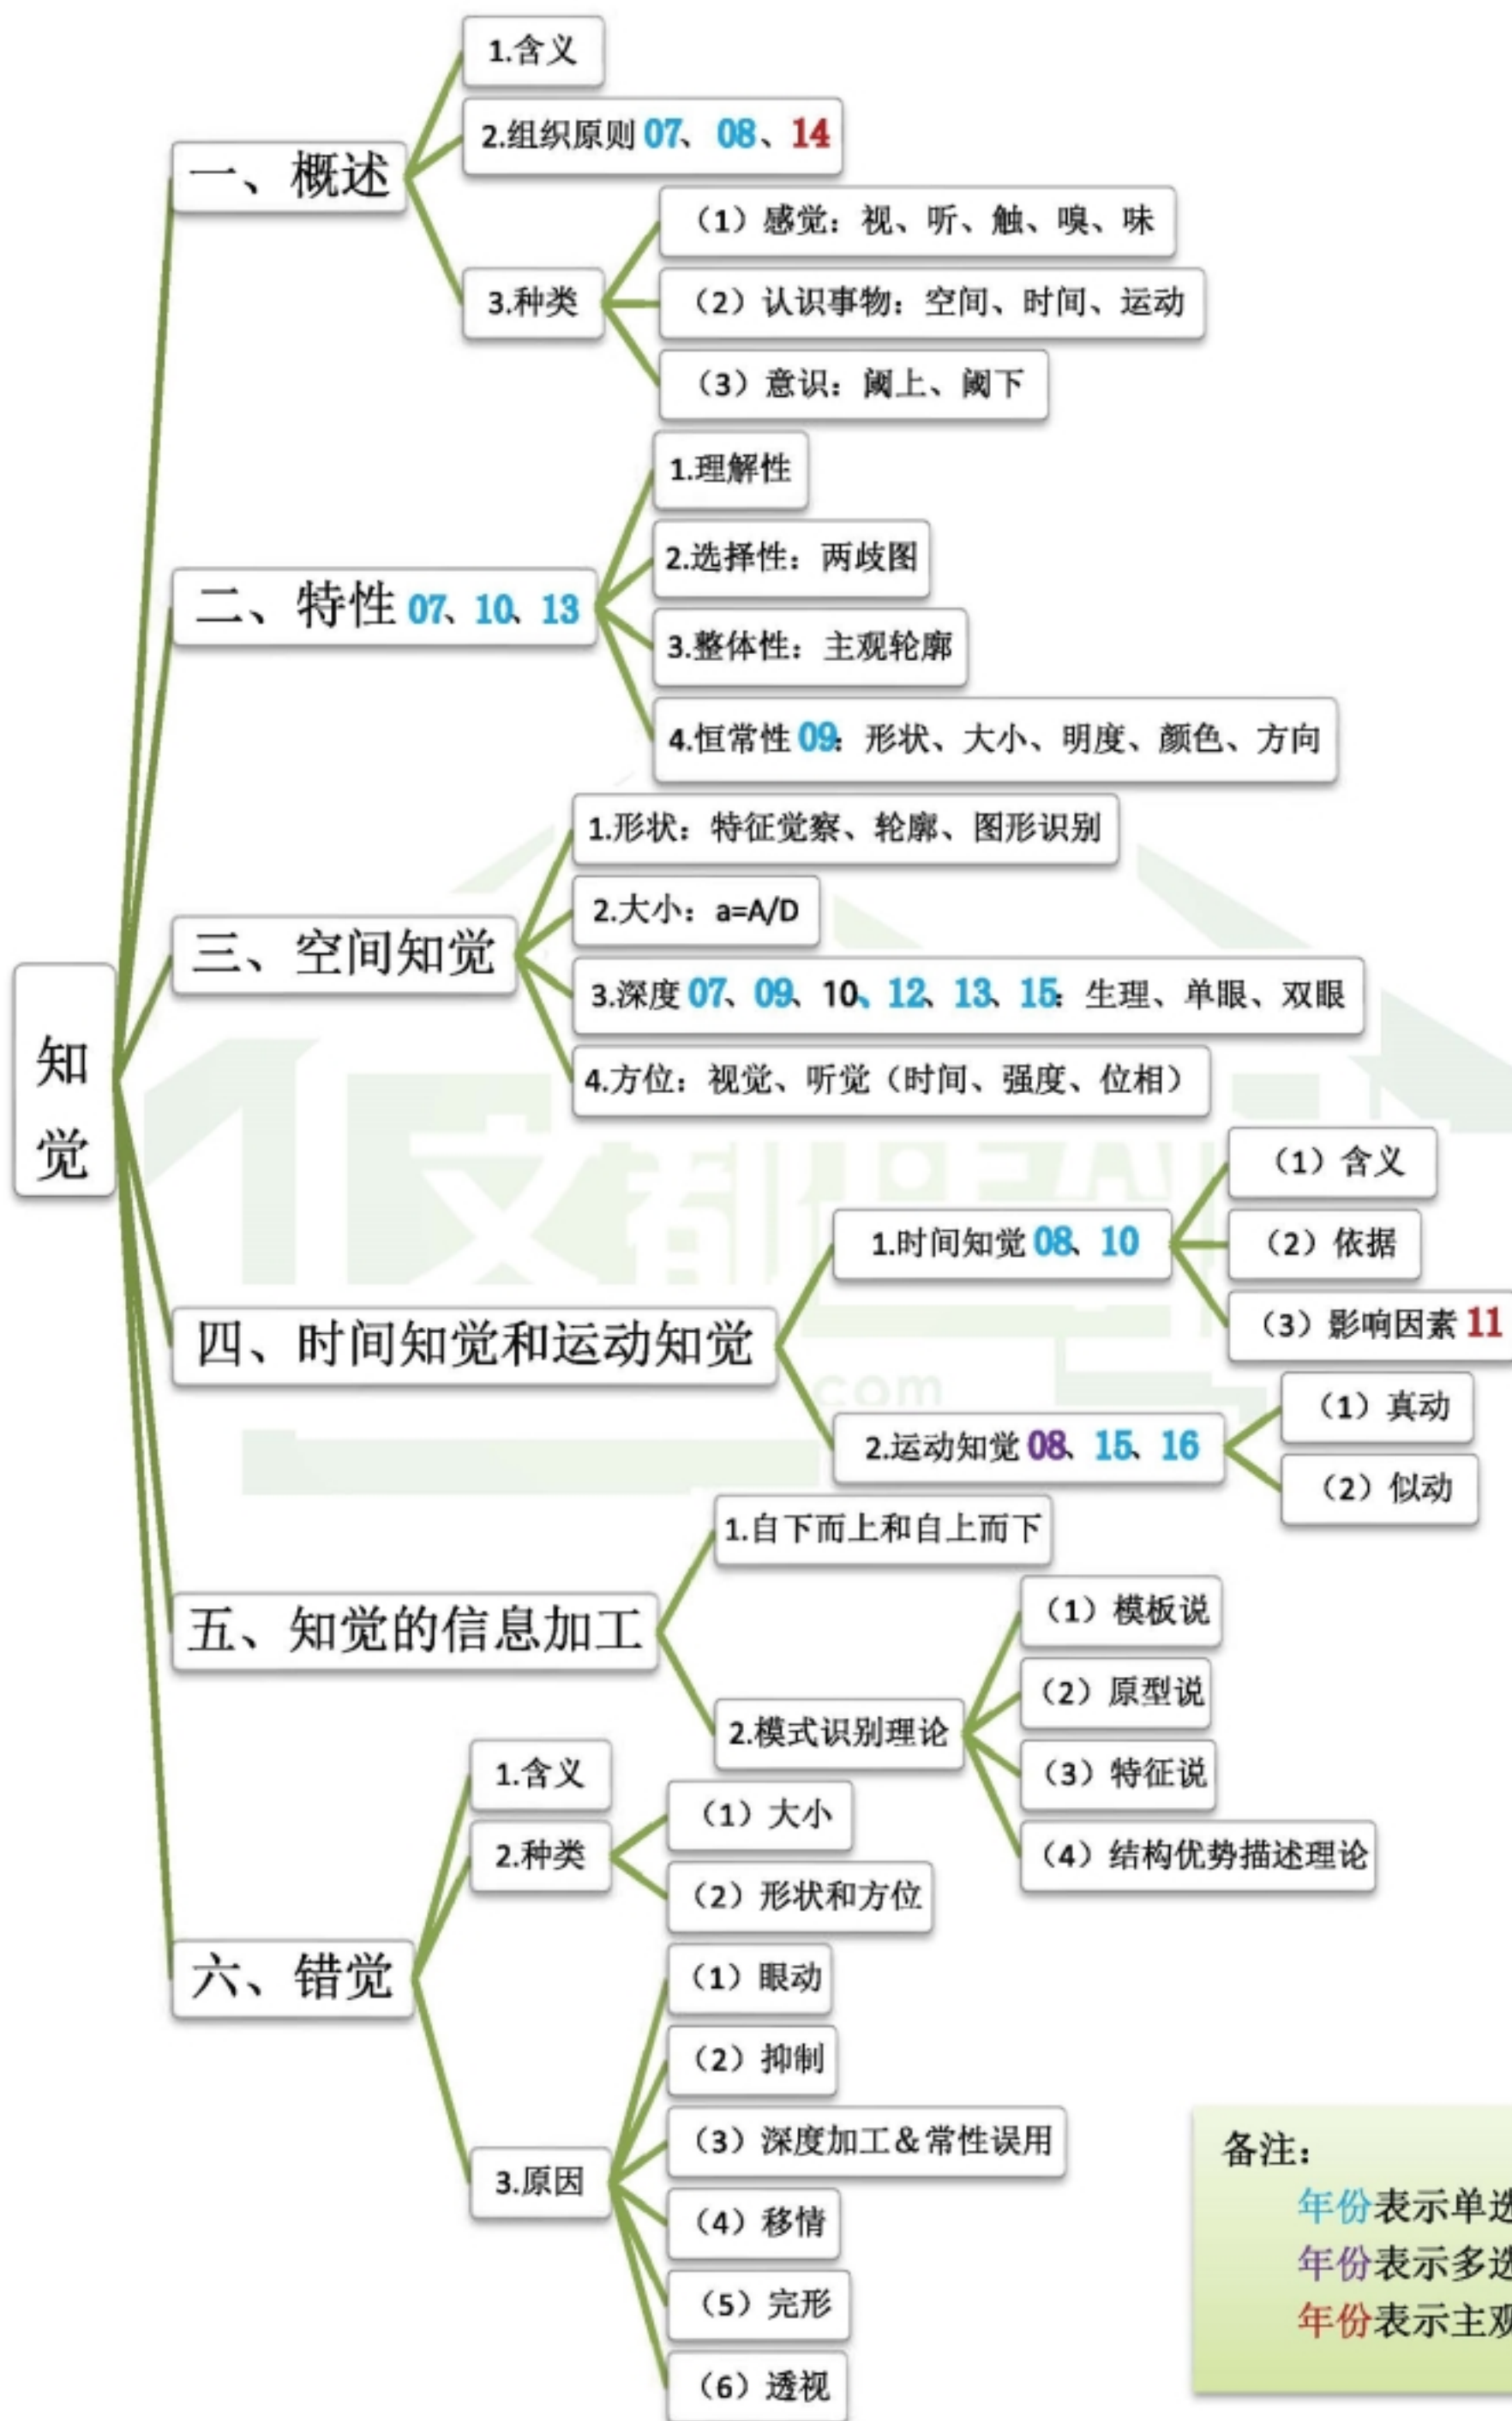 知觉
一、概述
1.含义
2.组织原则 07、08、14
3.种类
（1）感觉：视、听、触、嗅、味
（2）认识事物：空间、时间、运动
（3）意识：阈上、阈下
二、特性 07、10、13
1.理解性
2.选择性：两歧图
3.整体性：主观轮廓
4.恒常性 09：形状、大小、明度、颜色、方向
三、空间知觉
1.形状：特征觉察、轮廓、图形识别
2.大小：a=A/D
3.深度 07、09、10、12、13、15：生理、单眼、双眼
4.方位：视觉、听觉（时间、强度、位相）
四、时间知觉和运动知觉
1.时间知觉 08、10
（1）含义
（2）依据
（3）影响因素 11
2.运动知觉 08、15、16
（1）真动
（2）似动
五、知觉的信息加工
1.自下而上和自上而下
2.模式识别理论
（1）模板说
（2）原型说
（3）特征说
（4）结构优势描述理论
六、错觉
1.含义
2.种类
（1）大小
（2）形状和方位
3.原因
（1）眼动
（2）抑制
（3）深度加工&常性误用
（4）移情
（5）完形
（6）透视
备注：
年份表示单选
年份表示多选
年份表示主观
文都
.com